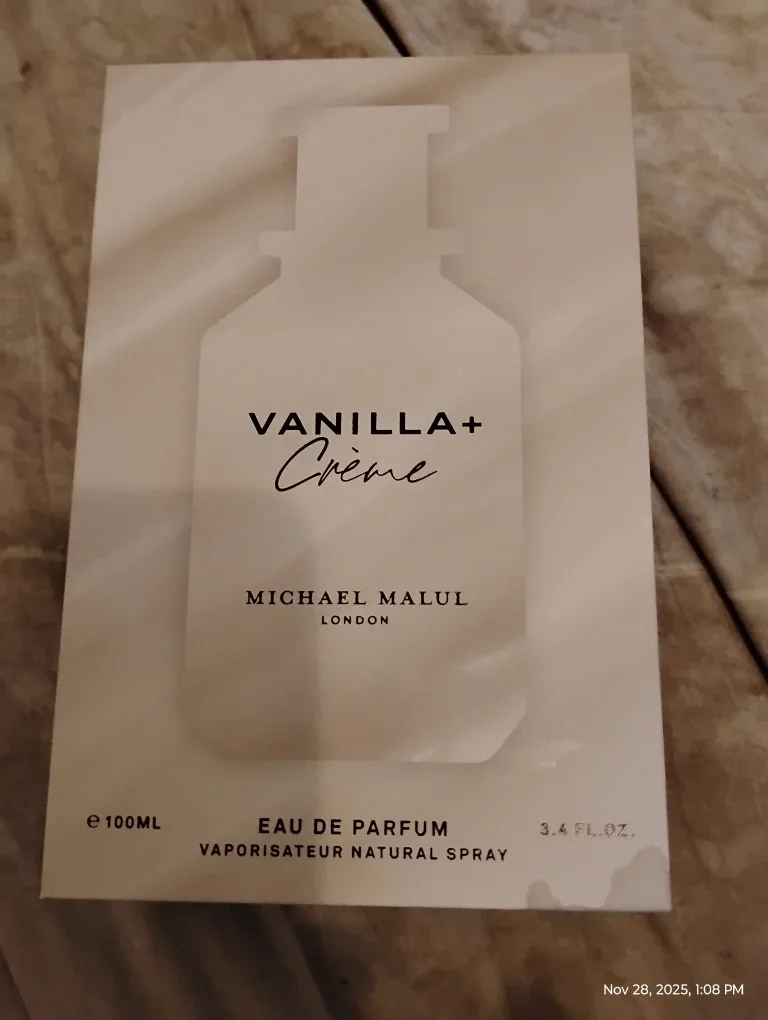 VANILLA+
Crème
MICHAEL MALUL
LONDON
℮100ML
EAU DE PARFUM
3.4 FL.OZ.
VAPORISATEUR NATURAL SPRAY
Nov 28, 2025, 1:08 PM